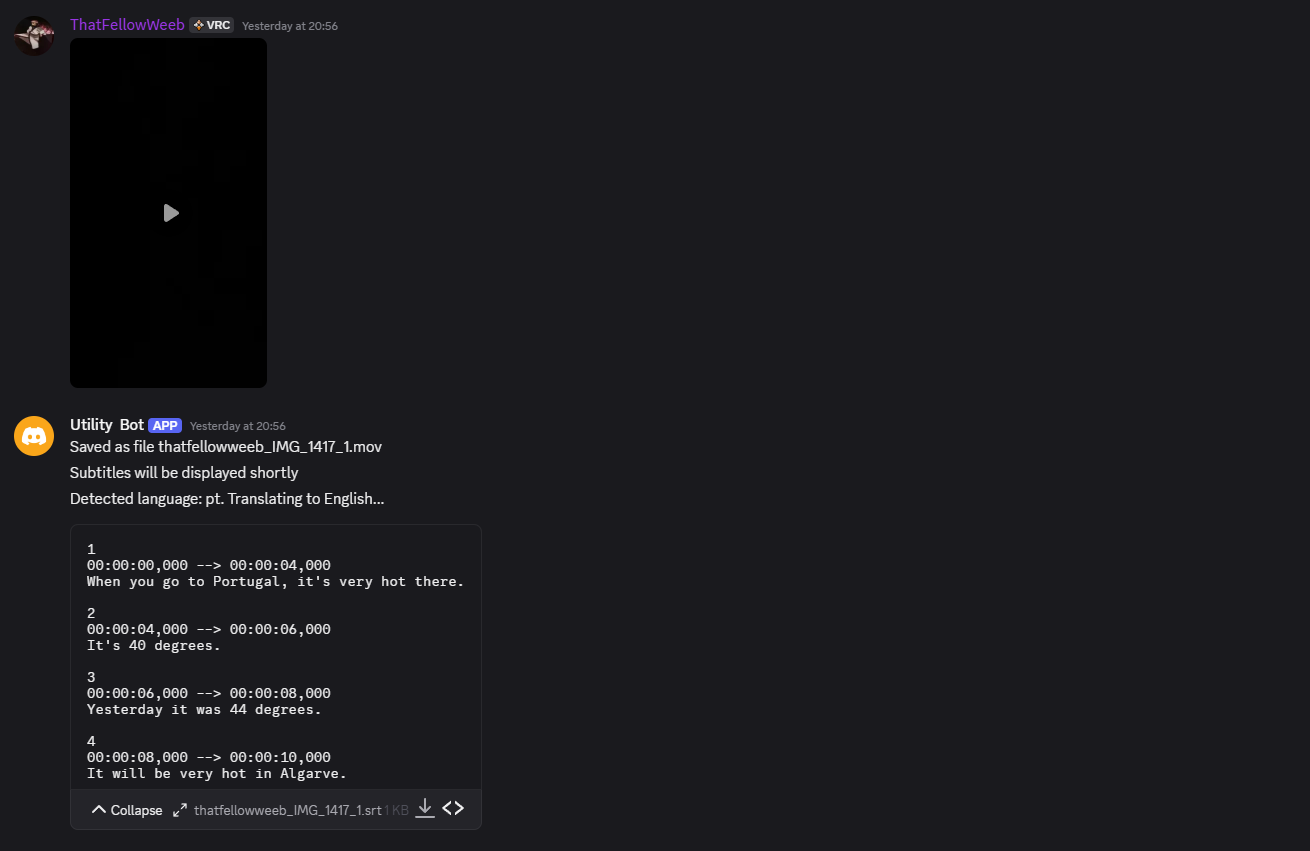 ThatFellowWeeb VRC Yesterday at 20:56
Utility Bot APP Yesterday at 20:56
Saved as file thatfellowweeb_IMG_1417_1.mov
Subtitles will be displayed shortly
Detected language: pt. Translating to English...
1
00:00:00,000 --> 00:00:04,000
When you go to Portugal, it's very hot there.
2
00:00:04,000 --> 00:00:06,000
It's 40 degrees.
3
00:00:06,000 --> 00:00:08,000
Yesterday it was 44 degrees.
4
00:00:08,000 --> 00:00:10,000
It will be very hot in Algarve.
Collapse thatfellowweeb_IMG_1417_1.srt 1 KB